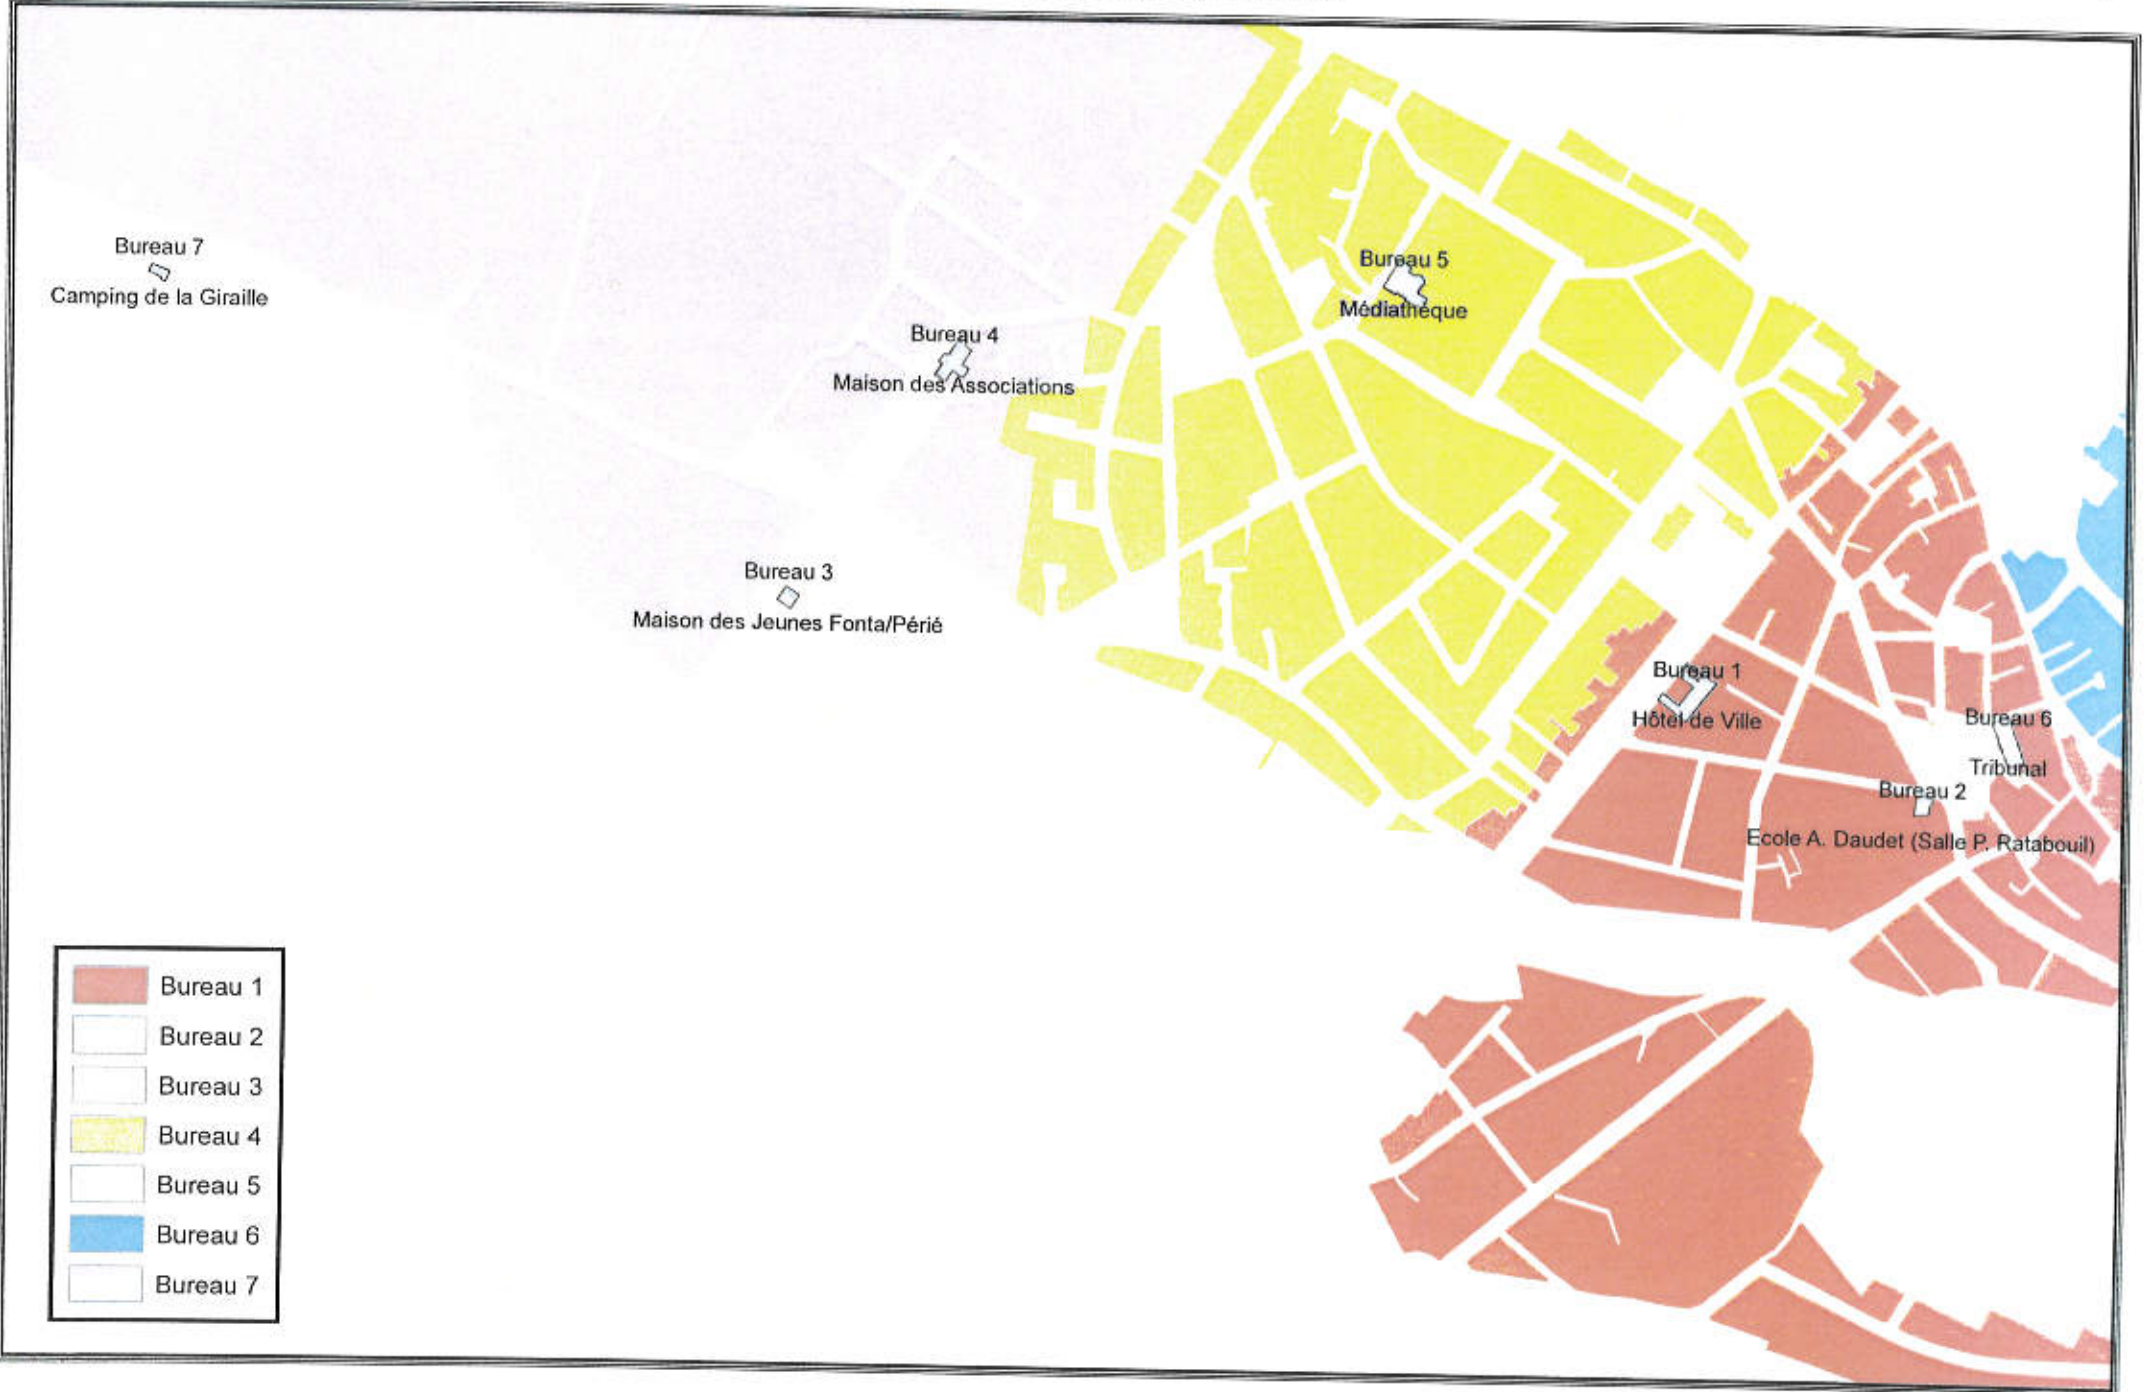 Bureau 7
Camping de la Giraille
Bureau 5
Médiathèque
Bureau 4
Maison des Associations
Bureau 3
Maison des Jeunes Fonta/Périé
Bureau 1
Hôtel de Ville
Bureau 6
Tribunal
Bureau 2
Ecole A. Daudet (Salle P. Ratabouil)
Bureau 1
Bureau 2
Bureau 3
Bureau 4
Bureau 5
Bureau 6
Bureau 7